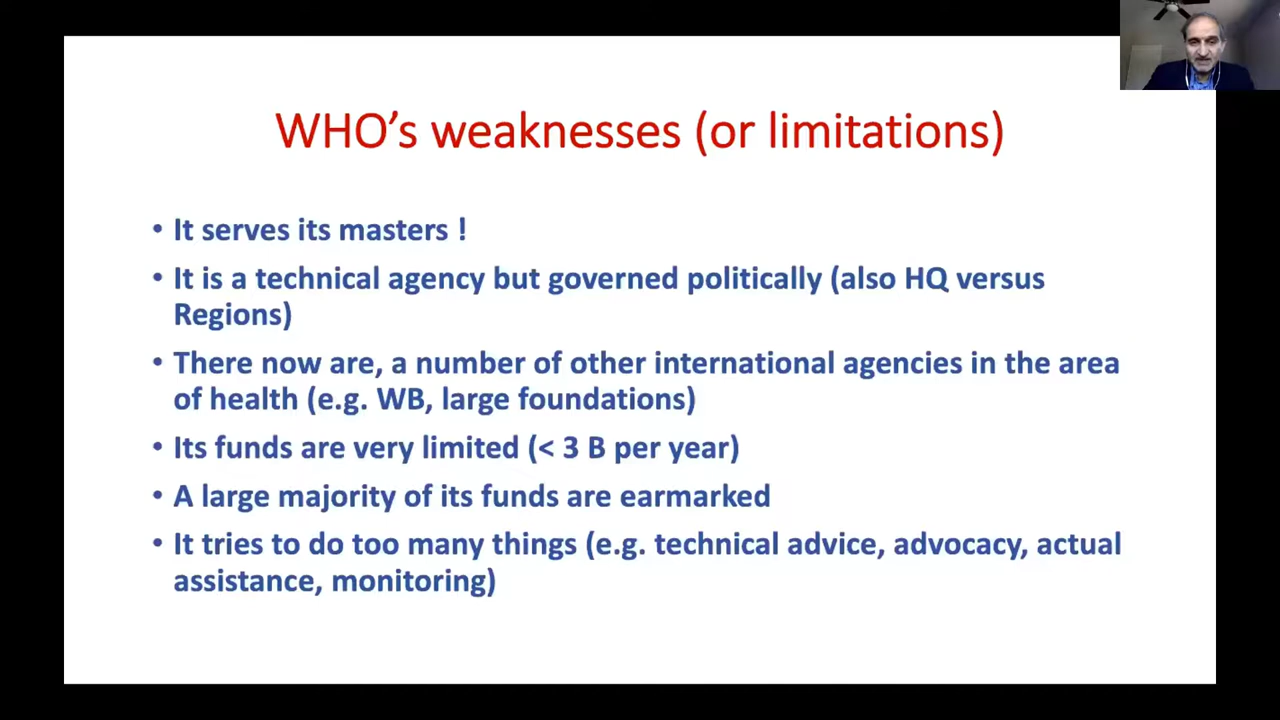 WHO’s weaknesses (or limitations)
• It serves its masters !
• It is a technical agency but governed politically (also HQ versus
Regions)
• There now are, a number of other international agencies in the area
of health (e.g. WB, large foundations)
• Its funds are very limited (< 3 B per year)
• A large majority of its funds are earmarked
• It tries to do too many things (e.g. technical advice, advocacy, actual
assistance, monitoring)